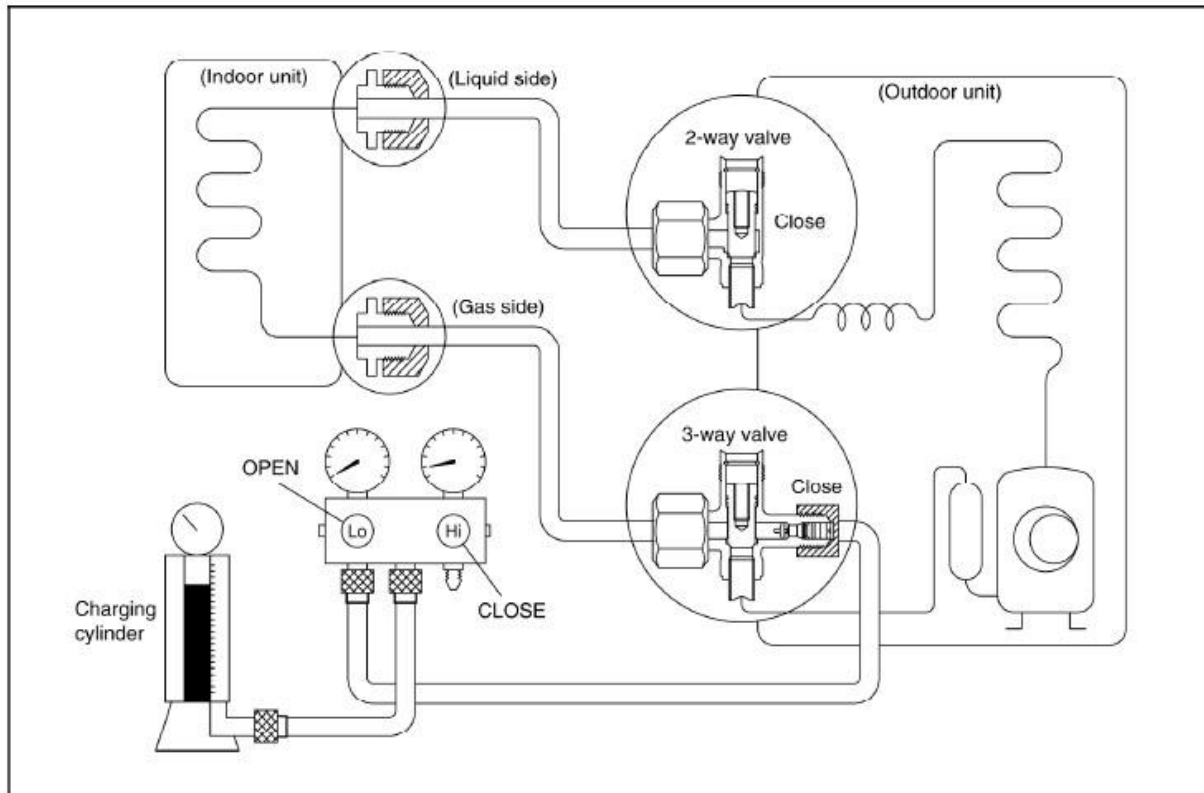 (Indoor unit)
(Liquid side)
(Outdoor unit)
2-way valve
Close
(Gas side)
3-way valve
Close
OPEN
Lo
Hi
CLOSE
Charging
cylinder